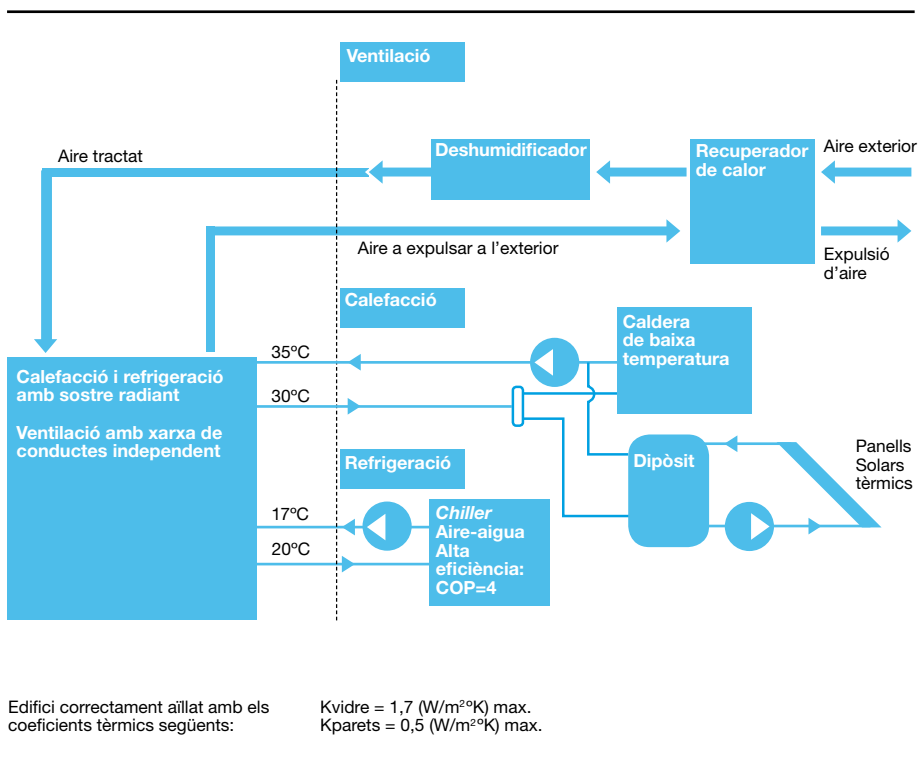 Ventilació
Aire tractat
Deshumidificador
Recuperador
de calor
Aire exterior
Aire a expulsar a l’exterior
Expulsió
d’aire
Calefacció
Caldera
de baixa
temperatura
35ºC
30ºC
Calefacció i refrigeració
amb sostre radiant
Ventilació amb xarxa de
conductes independent
Refrigeració
Dipòsit
Panells
Solars
tèrmics
17ºC
20ºC
Chiller
Aire-aigua
Alta
eficiència:
COP=4
Edifici correctament aïllat amb els
coeficients tèrmics següents:
Kvidre = 1,7 (W/m²ºK) max.
Kparets = 0,5 (W/m²ºK) max.